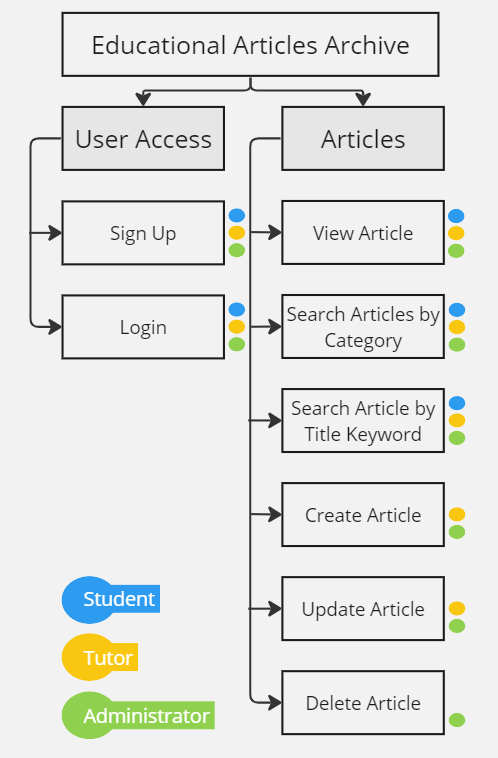 Educational Articles Archive
User Access
Articles
Sign Up
View Article
Login
Search Articles by
Category
Search Article by
Title Keyword
Create Article
Update Article
Delete Article
Student
Tutor
Administrator